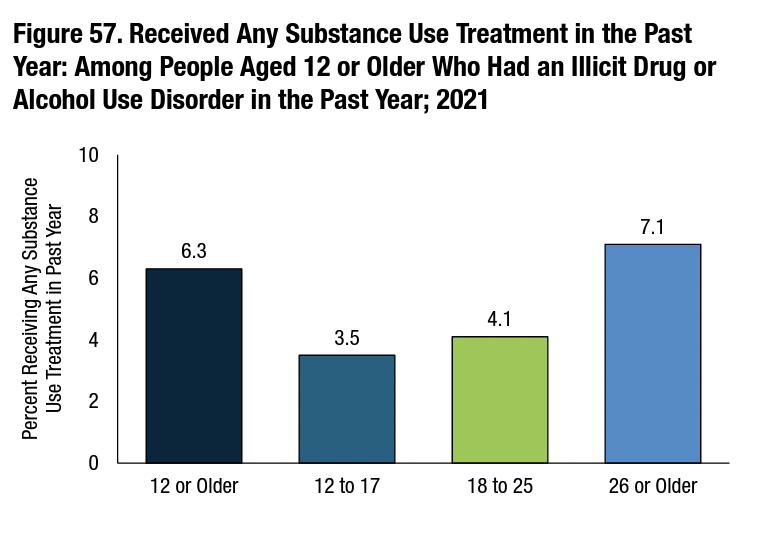 Figure 57. Received Any Substance Use Treatment in the Past
Year: Among People Aged 12 or Older Who Had an Illicit Drug or
Alcohol Use Disorder in the Past Year; 2021
Percent Receiving Any Substance
Use Treatment in Past Year
10
8
6
4
2
0
6.3
3.5
4.1
7.1
12 or Older
12 to 17
18 to 25
26 or Older